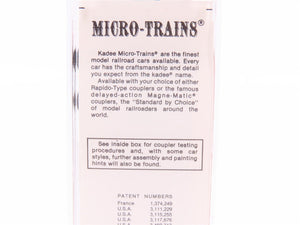 MICRO-TRAINS®
Kadee Micro-Trains® are the finest
model railroad cars available. Every
car has the craftsmanship and detail
you expect from the kadee® name.
Available with your choice of either
Rapido-Type couplers or the famous
delayed-action Magne-Matic®
couplers, the "Standard by Choice"
of model railroaders around the
world.
See inside box for coupler testing
procedures and, with some car
styles, further assembly and painting
hints will also be found.
PATENT NUMBERS
France 1,374,249
U.S.A. 3,111,229
U.S.A. 3,115,255
U.S.A. 3,117,676